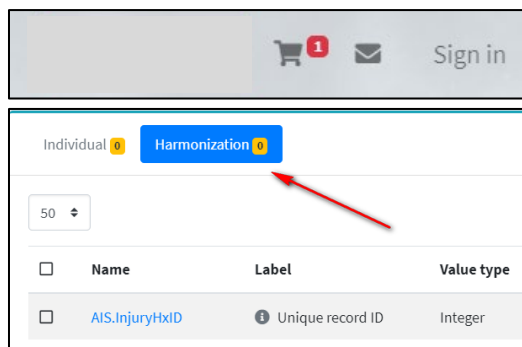 1 Sign in
Individual 0 Harmonization 0
50
Name Label Value type
AIS.InjuryHxID Unique record ID Integer